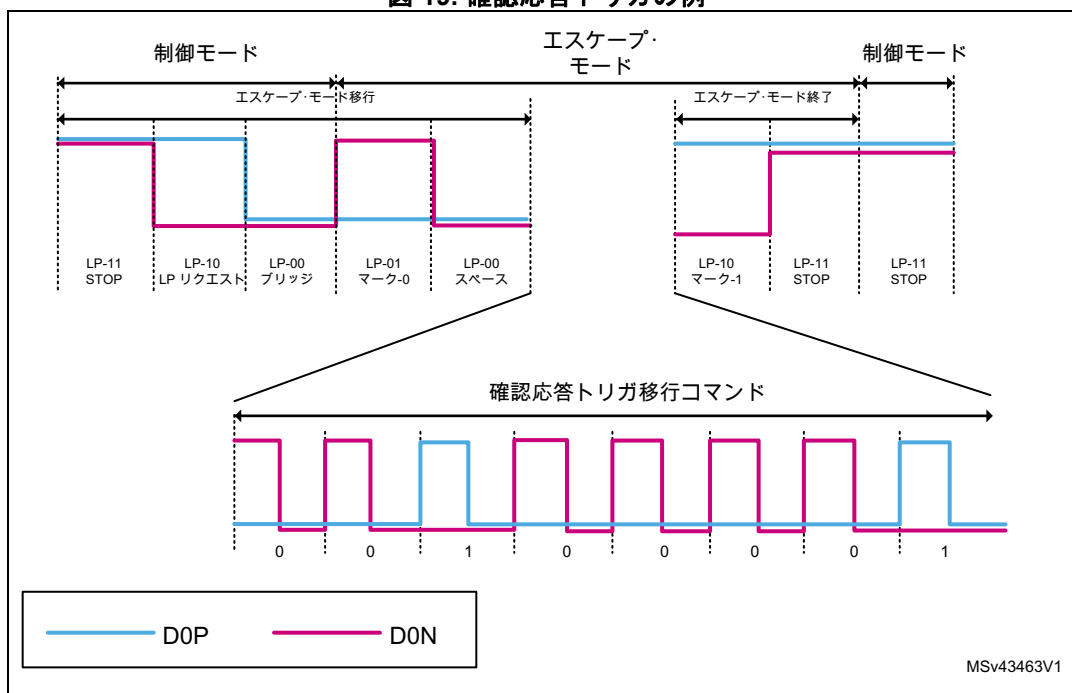 図 19. 確認応答トリガの例
制御モード
エスケープ・
モード
制御モード
エスケープ・モード移行
エスケープ・モード終了
LP-11
STOP
LP-10
LP リクエスト
LP-00
ブリッジ
LP-01
マーク-0
LP-00
スペース
LP-10
マーク-1
LP-11
STOP
LP-11
STOP
確認応答トリガ移行コマンド
0 0 1 0 0 0 0 1
D0P D0N
MSv43463V1